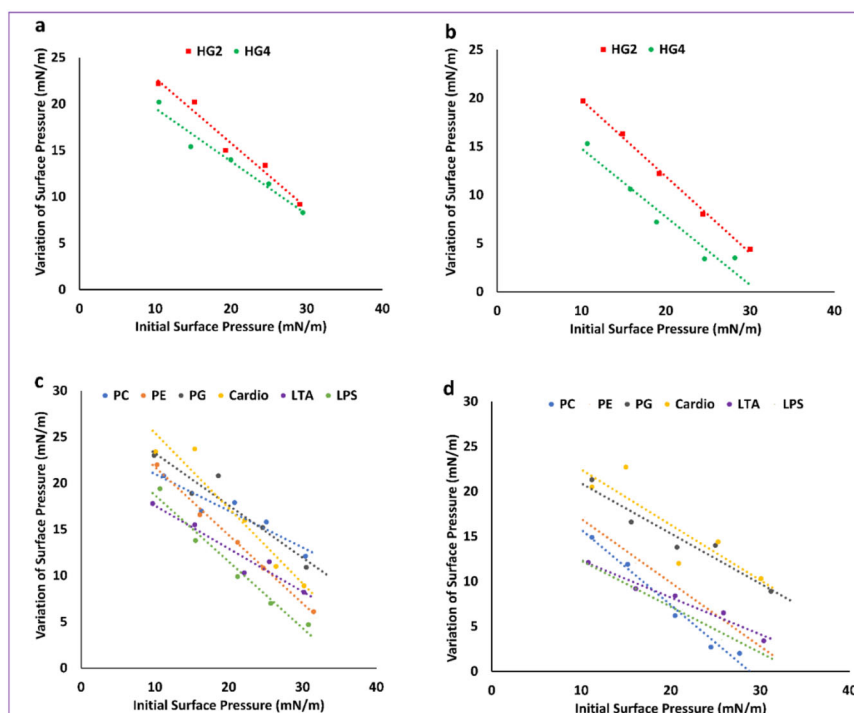 a
HG2 HG4
25
20
15
10
5
0
0 10 20 30 40
Variation of Surface Pressure (mN/m)
Initial Surface Pressure (mN/m)
b
HG2 HG4
25
20
15
10
5
0
0 10 20 30 40
Variation of Surface Pressure (mN/m)
Initial Surface Pressure (mN/m)
c
PC PE PG Cardio LTA LPS
30
25
20
15
10
5
0
0 10 20 30 40
Variation of Surface Pressure (mN/m)
Initial Surface Pressure (mN/m)
d
PC PE PG Cardio LTA LPS
30
25
20
15
10
5
0
0 10 20 30 40
Variation of Surface Pressure (mN/m)
Initial Surface Pressure (mN/m)